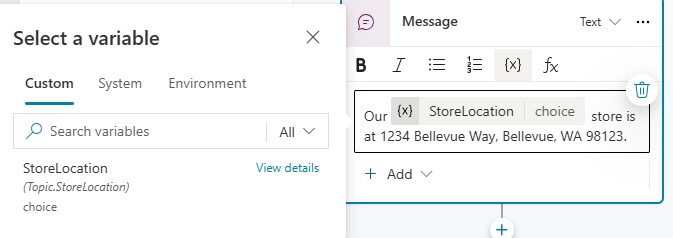 Select a variable
Custom System Environment
Search variables All
StoreLocation View details
(Topic.StoreLocation)
choice
Message Text
B I {x} fx
Our {x} StoreLocation choice store is
at 1234 Bellevue Way, Bellevue, WA 98123.
+ Add